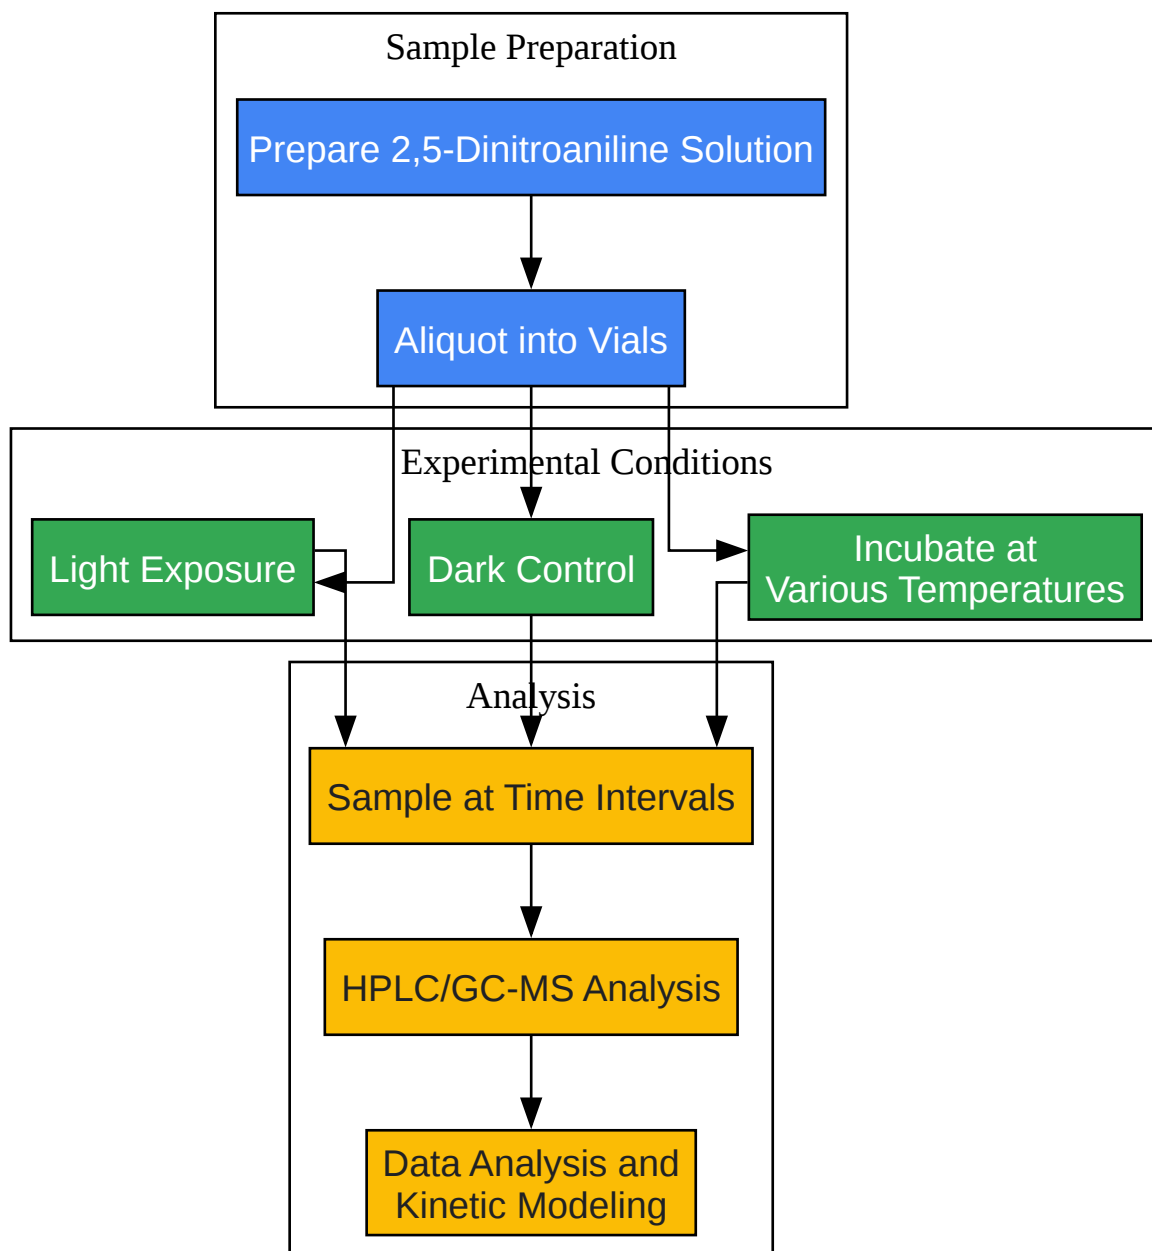 Sample Preparation
Prepare 2,5-Dinitroaniline Solution
Aliquot into Vials
Experimental Conditions
Light Exposure
Dark Control
Incubate at
Various Temperatures
Analysis
Sample at Time Intervals
HPLC/GC-MS Analysis
Data Analysis and
Kinetic Modeling